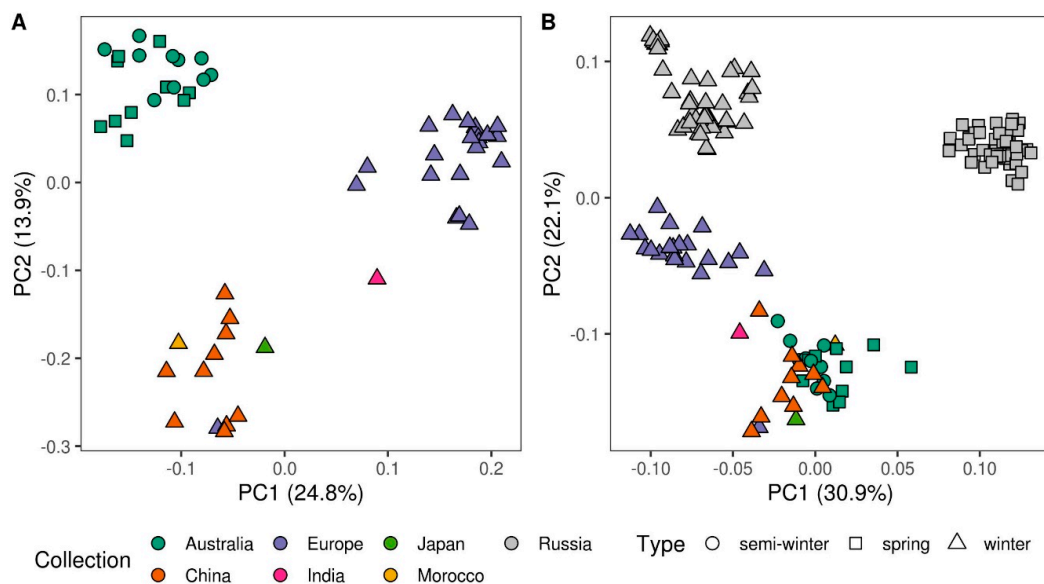 A
0.1
0.0
-0.1
-0.2
-0.3
PC2 (13.9%)
-0.1 0.0 0.1 0.2
PC1 (24.8%)
B
0.1
0.0
-0.1
PC2 (22.1%)
-0.10 -0.05 0.00 0.05 0.10
PC1 (30.9%)
Collection Australia Europe Japan Russia Type semi-winter spring winter
China India Morocco